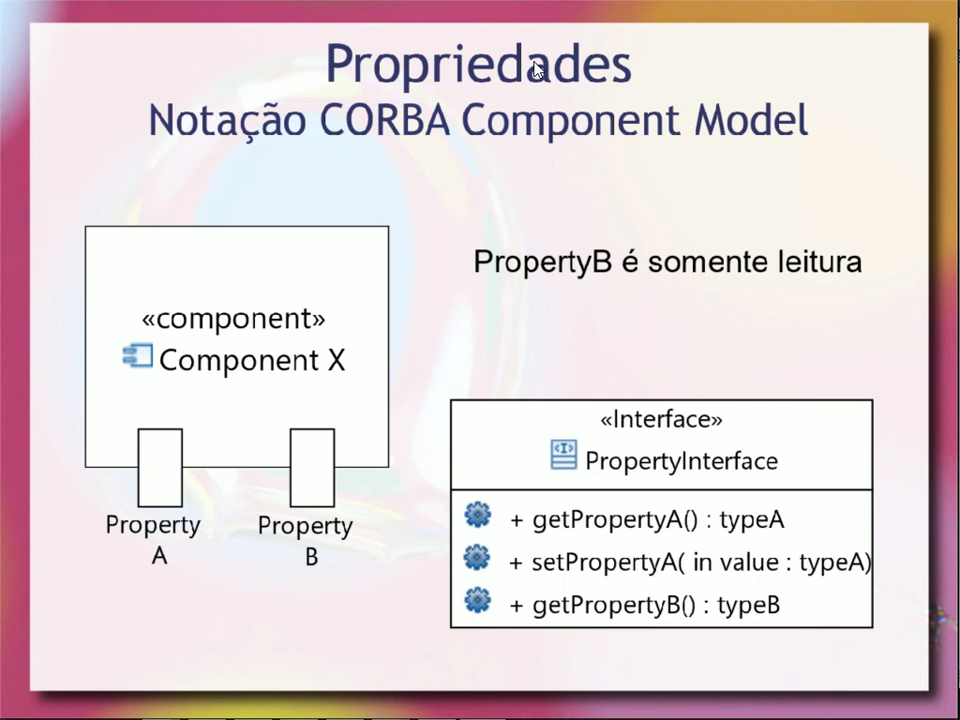 Propriedades
Notação CORBA Component Model
PropertyB é somente leitura
«component»
Component X
Property
A
Property
B
«Interface»
<I>
PropertyInterface
+ getPropertyA() : typeA
+ setPropertyA( in value : typeA)
+ getPropertyB() : typeB